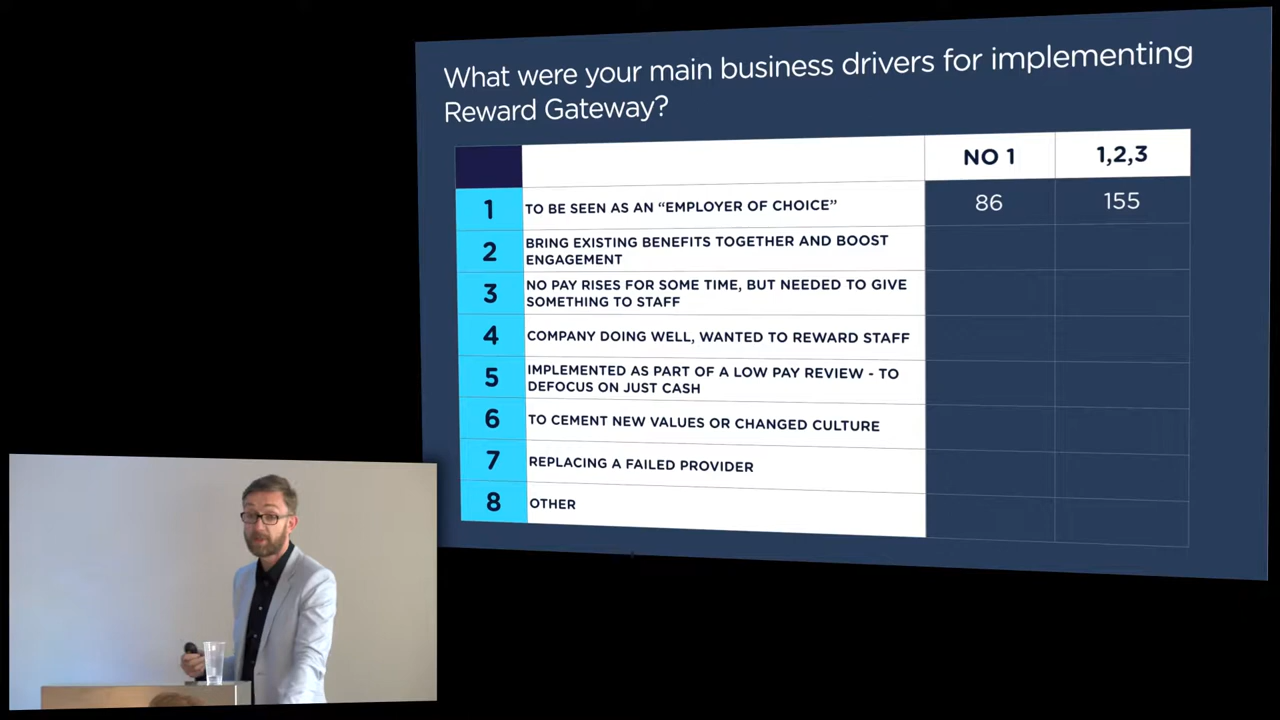 What were your main business drivers for implementing
Reward Gateway?
NO 1
1,2,3
1
TO BE SEEN AS AN “EMPLOYER OF CHOICE”
86
155
2
BRING EXISTING BENEFITS TOGETHER AND BOOST
ENGAGEMENT
3
NO PAY RISES FOR SOME TIME, BUT NEEDED TO GIVE
SOMETHING TO STAFF
4
COMPANY DOING WELL, WANTED TO REWARD STAFF
5
IMPLEMENTED AS PART OF A LOW PAY REVIEW - TO
DEFOCUS ON JUST CASH
6
TO CEMENT NEW VALUES OR CHANGED CULTURE
7
REPLACING A FAILED PROVIDER
8
OTHER